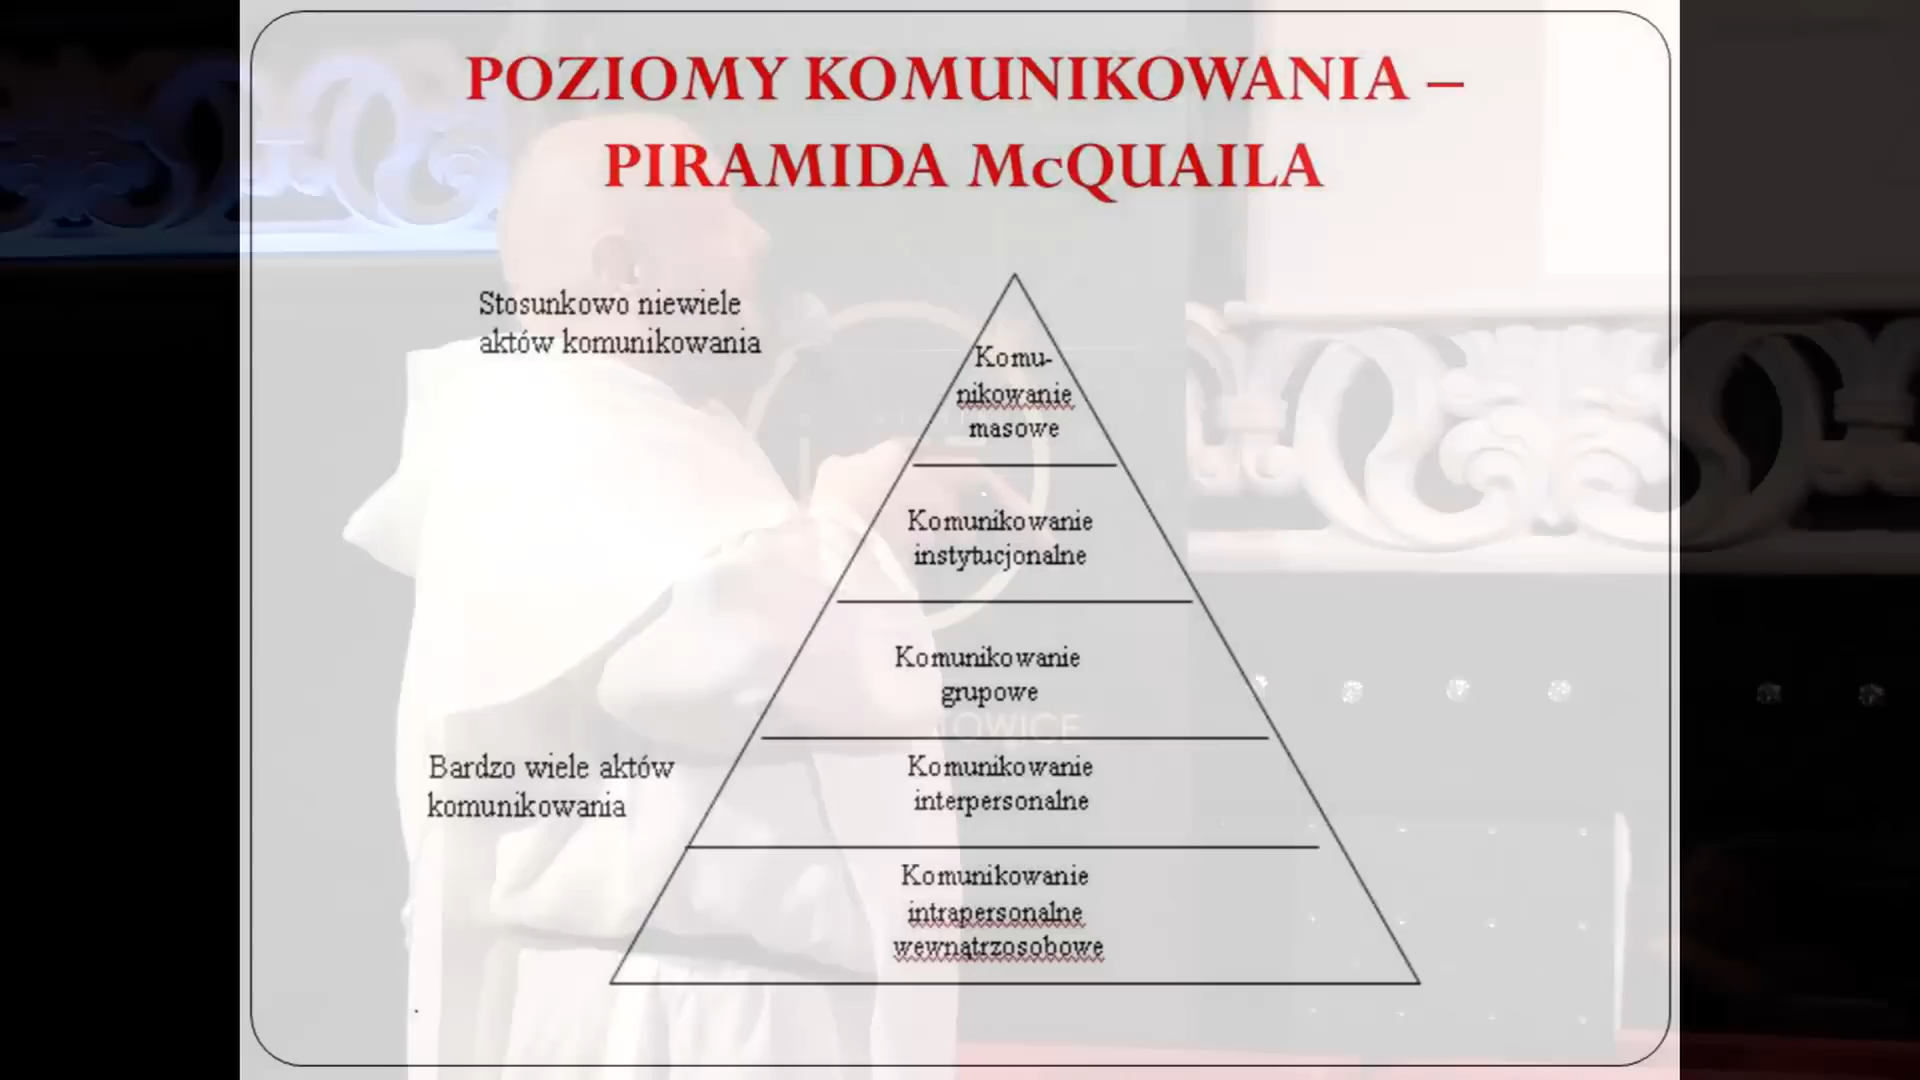 POZIOMY KOMUNIKOWANIA –
PIRAMIDA McQUAILA
Stosunkowo niewiele
aktów komunikowania
Komu-
nikowanie
masowe
Komunikowanie
instytucjonalne
Komunikowanie
grupowe
Bardzo wiele aktów
komunikowania
Komunikowanie
interpersonalne
Komunikowanie
intrapersonalne
wewnątrzosobowe